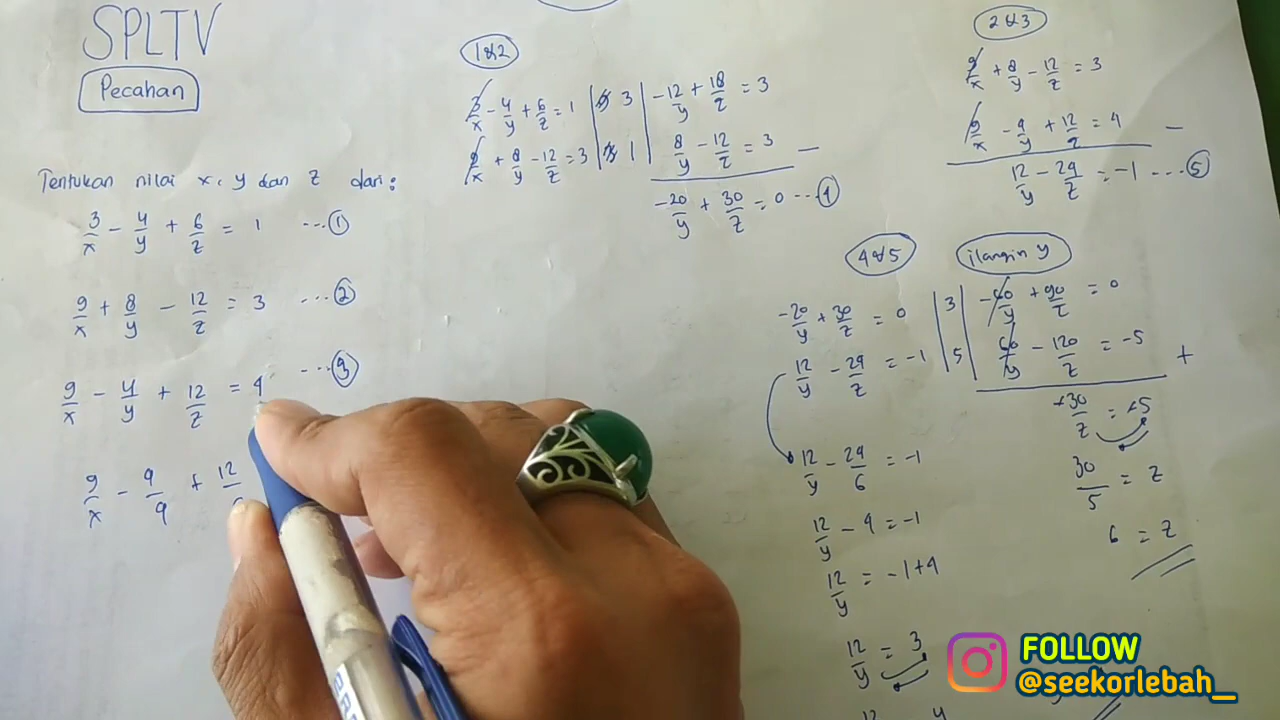 SPLTV
Pecahan
Tentukan nilai x, y dan z dari:
3/x - 4/y + 6/z = 1 ---①
9/x + 8/y - 12/z = 3 ---②
9/x - 4/y + 12/z = 4 ---③
9/x - 4/4 + 12/
1&2
3/x - 4/y + 6/z = 1 | 3 | -12/y + 18/z = 3
9/x + 8/y - 12/z = 3 | 1 | 8/y - 12/z = 3 —
-20/y + 30/z = 0 ---④
2&3
9/x + 8/y - 12/z = 3
9/x - 4/y + 12/z = 4 —
12/y - 24/z = -1 ---⑤
4&5 ilangin y
-20/y + 30/z = 0 | 3 | -60/y + 90/z = 0
12/y - 24/z = -1 | 5 | 60/y - 120/z = -5 +
-30/z = -5
30/5 = z
6 = z
12/y - 24/6 = -1
12/y - 4 = -1
12/y = -1+4
12/y = 3
FOLLOW
@seekorlebah_